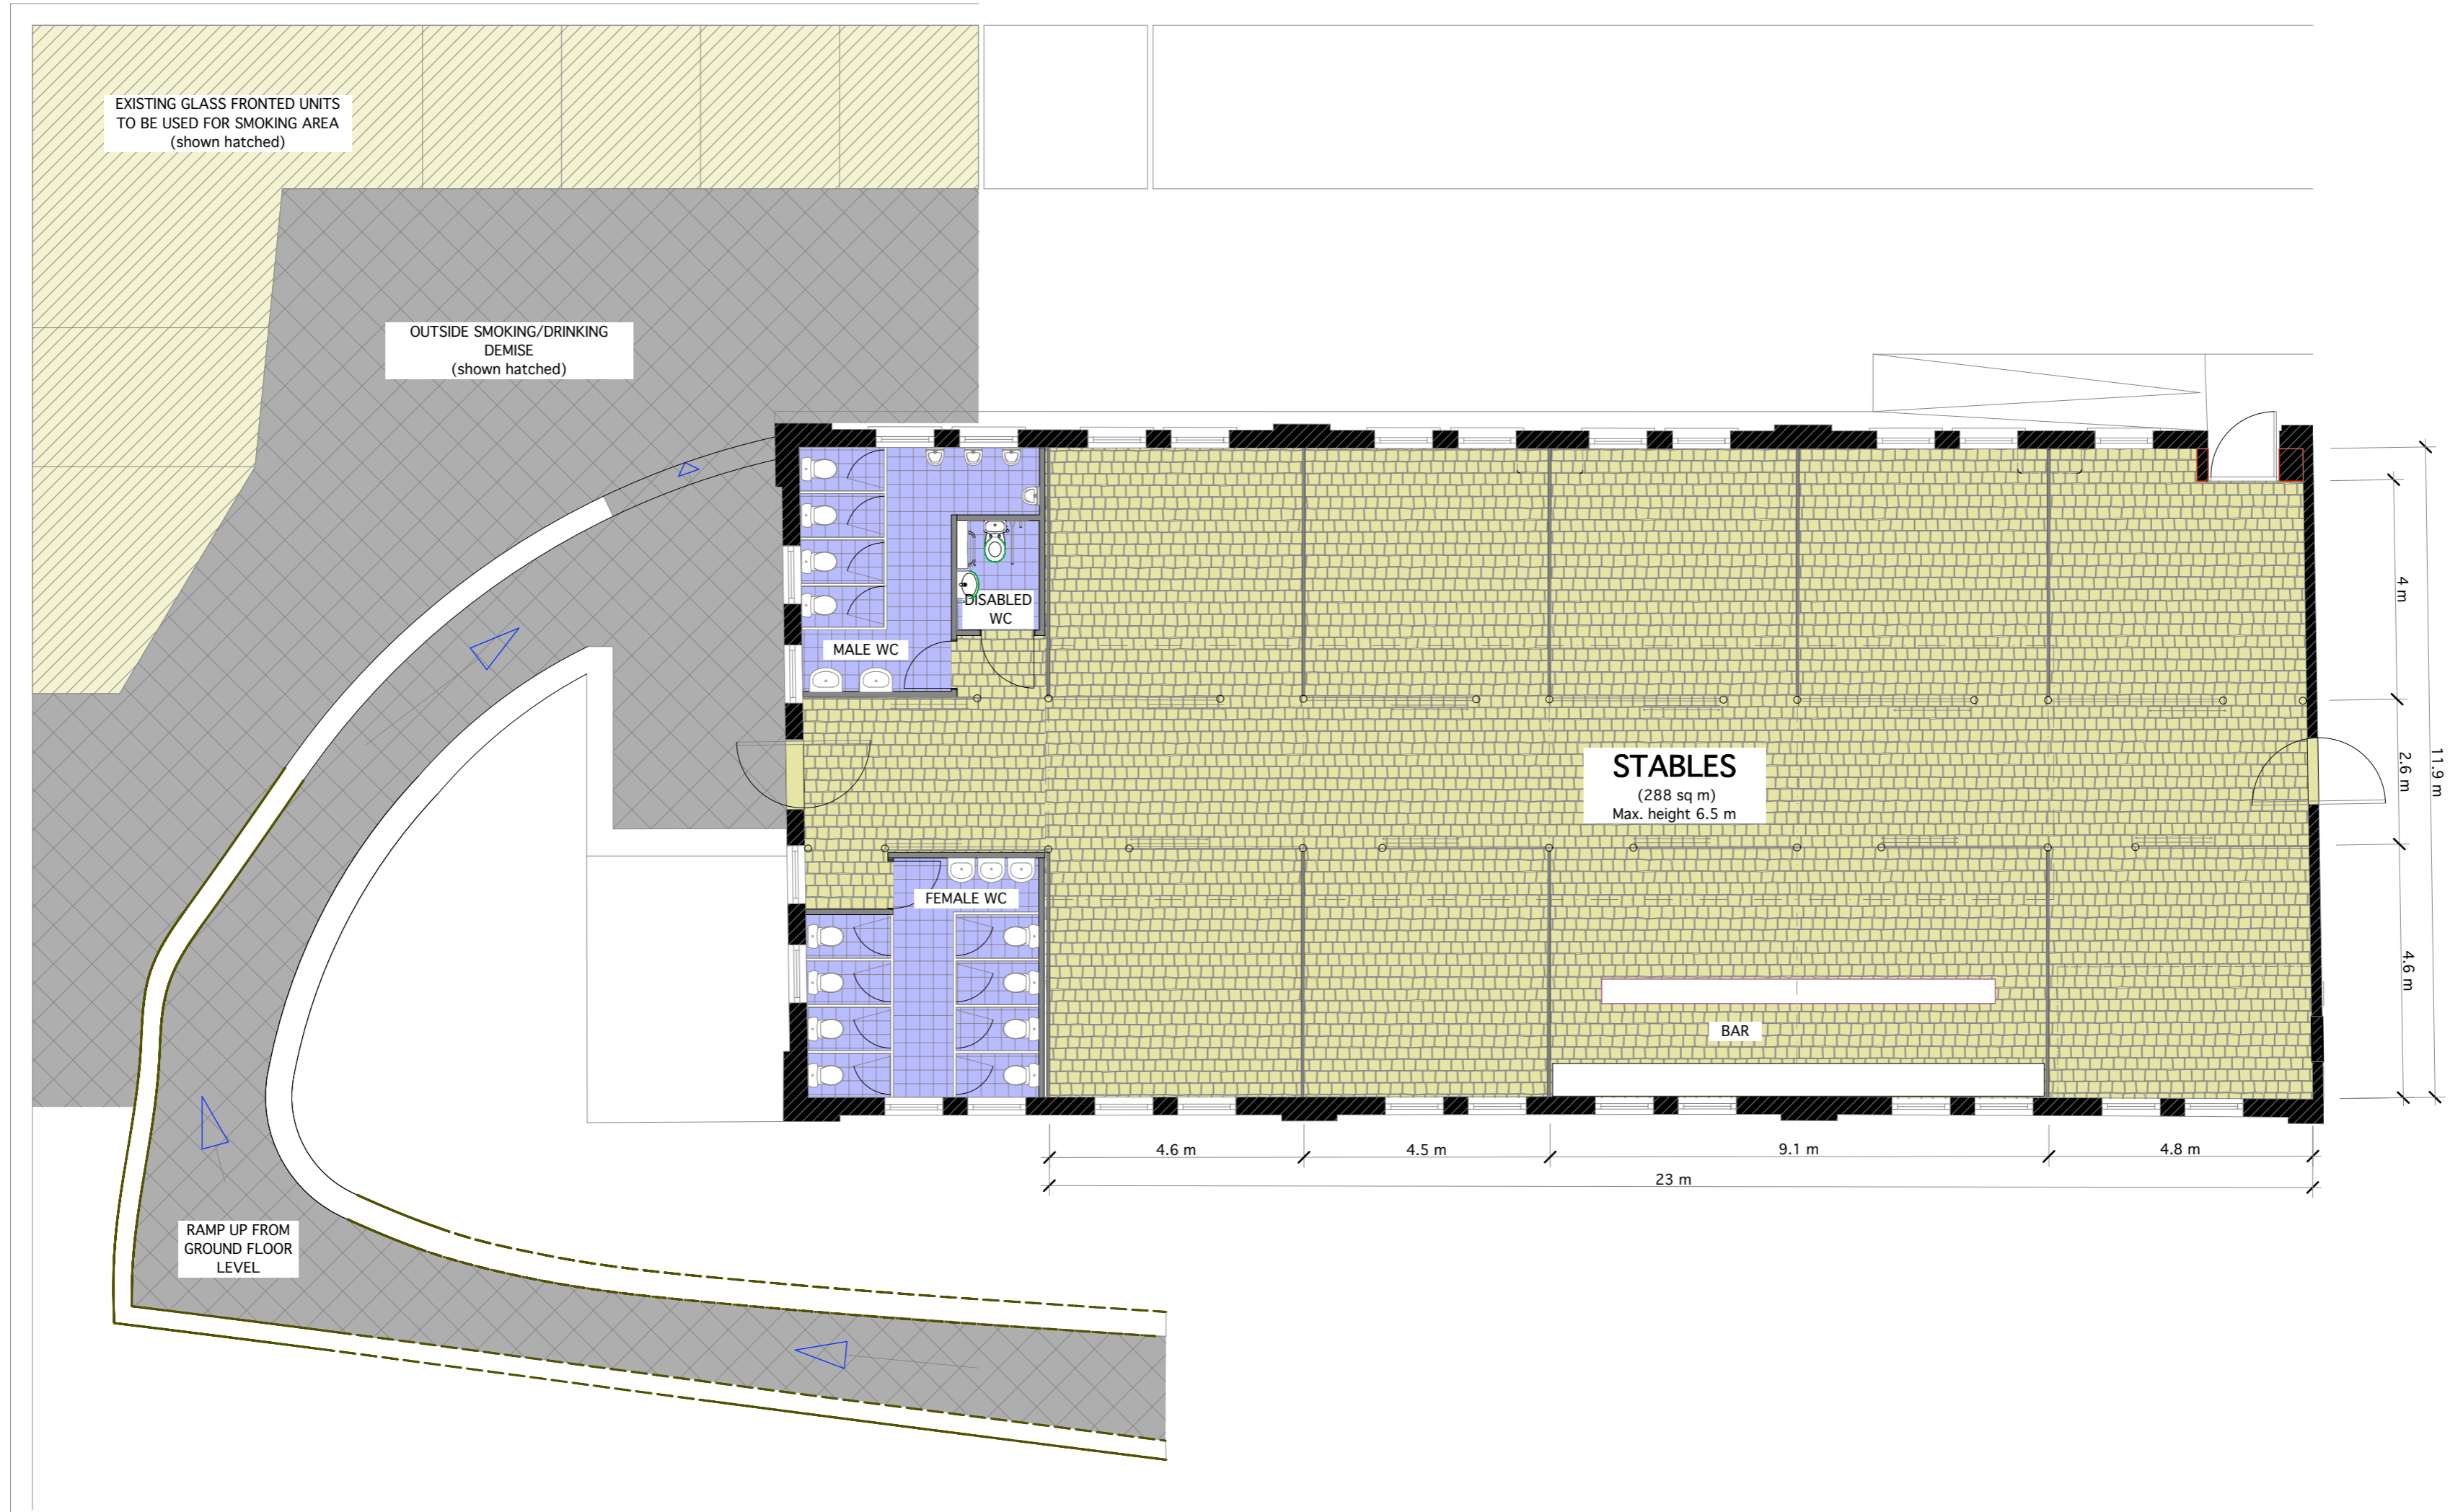 EXISTING GLASS FRONTED UNITS
TO BE USED FOR SMOKING AREA
(shown hatched)
OUTSIDE SMOKING/DRINKING
DEMISE
(shown hatched)
DISABLED
WC
MALE WC
4 m
STABLES
(288 sq m)
Max. height 6.5 m
2.6 m
11.9 m
FEMALE WC
4.6 m
BAR
4.6 m
4.5 m
9.1 m
4.8 m
23 m
RAMP UP FROM
GROUND FLOOR
LEVEL